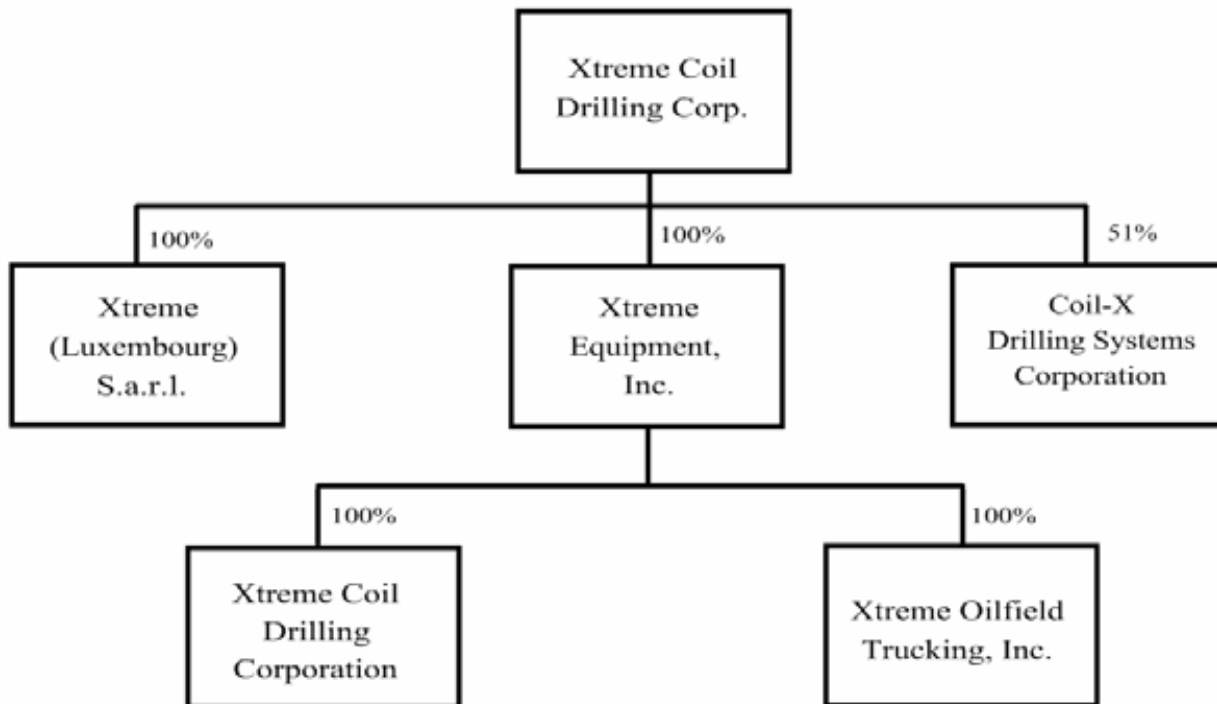 Xtreme Coil
Drilling Corp.
100%
100%
51%
Xtreme
(Luxembourg)
S.a.r.l.
Xtreme
Equipment,
Inc.
Coil-X
Drilling Systems
Corporation
100%
100%
Xtreme Coil
Drilling
Corporation
Xtreme Oilfield
Trucking, Inc.